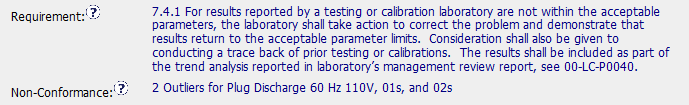 Requirement:? 7.4.1 For results reported by a testing or calibration laboratory are not within the acceptable
parameters, the laboratory shall take action to correct the problem and demonstrate that
results return to the acceptable parameter limits.  Consideration shall also be given to
conducting a trace back of prior testing or calibrations.  The results shall be included as part of
the trend analysis reported in laboratory's management review report, see 00-LC-P0040.
Non-Conformance:? 2 Outliers for Plug Discharge 60 Hz 110V, 01s, and 02s